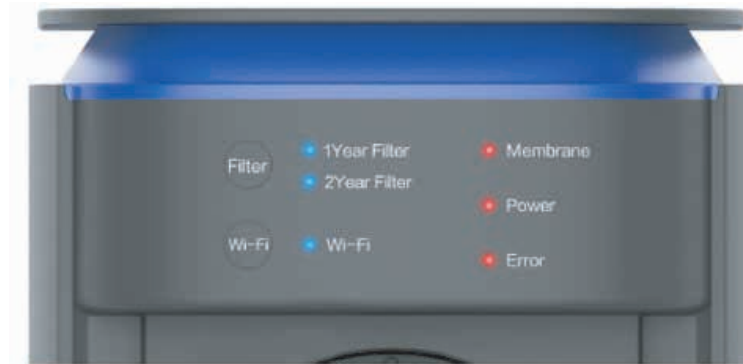 Filter
1Year Filter
2Year Filter
Wi-Fi
Wi-Fi
Membrane
Power
Error